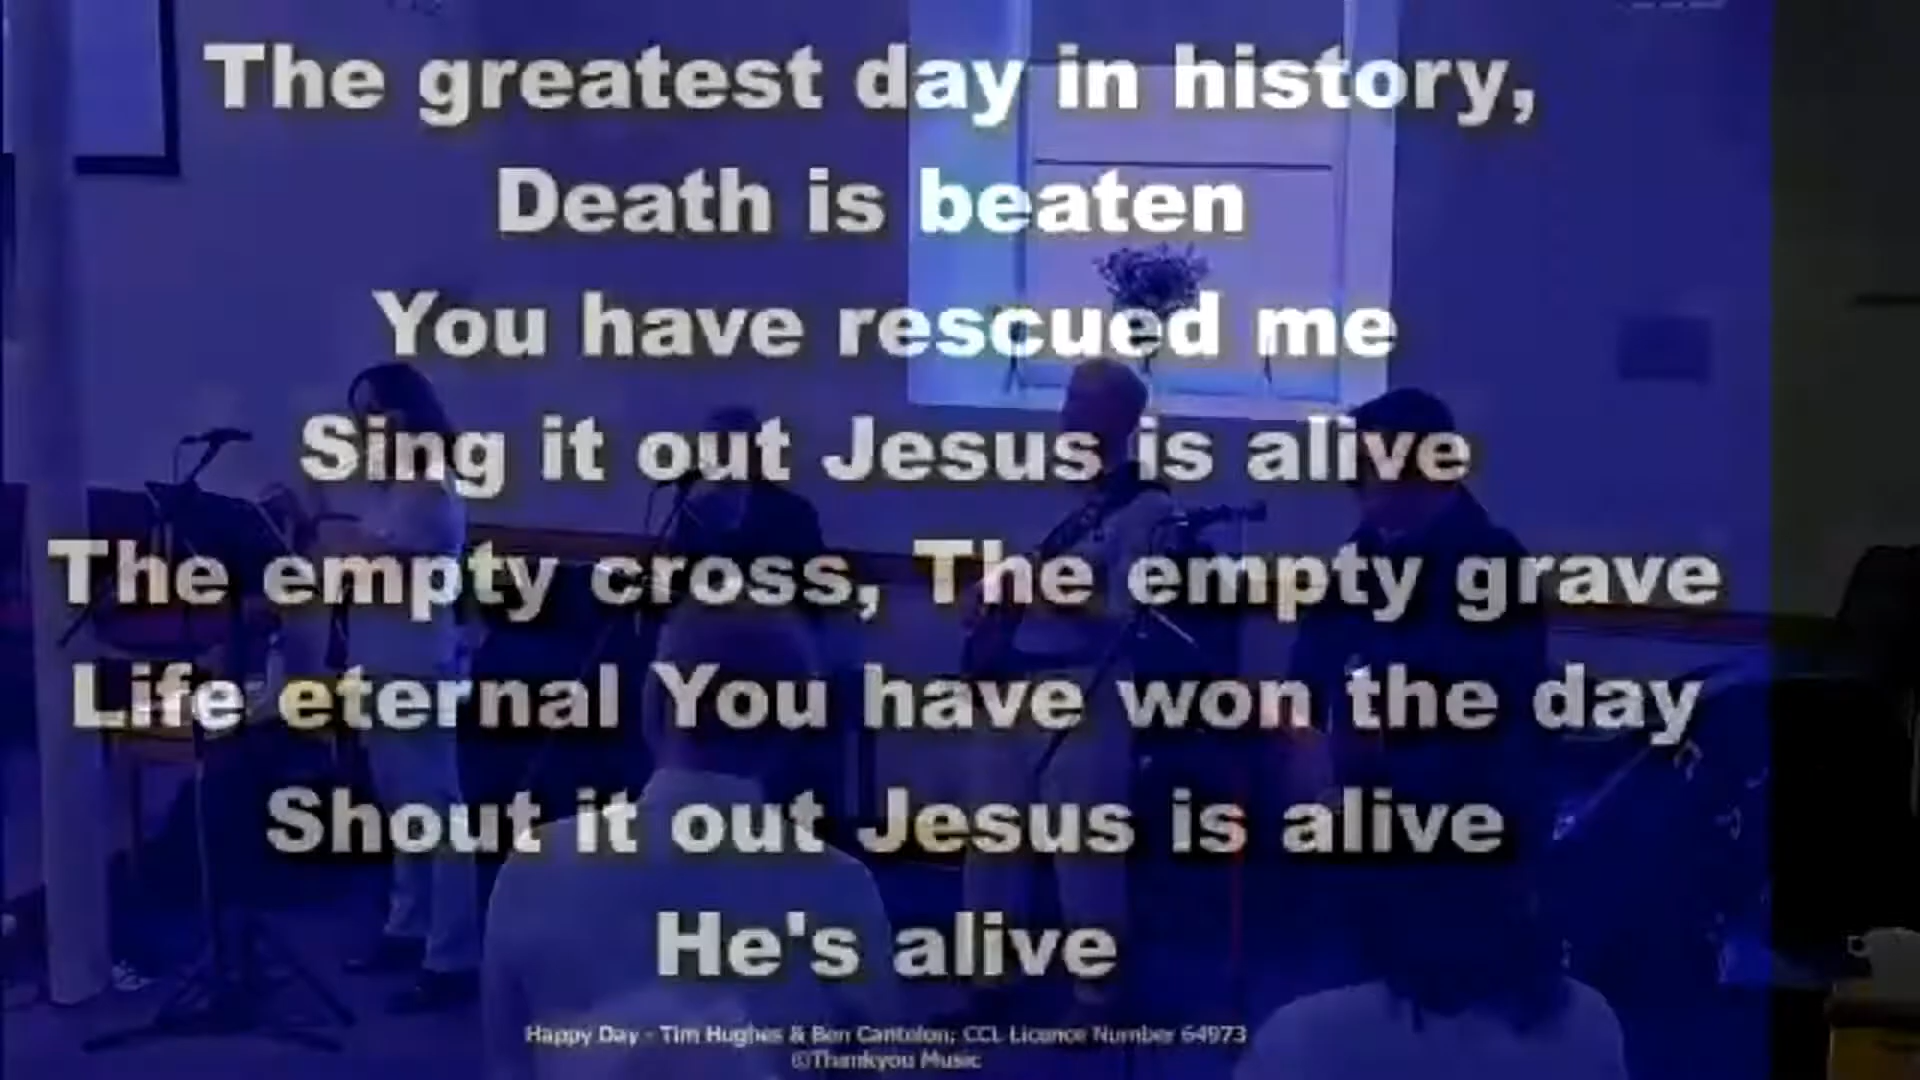 The greatest day in history,
Death is beaten
You have rescued me
Sing it out Jesus is alive
The empty cross, The empty grave
Life eternal You have won the day
Shout it out Jesus is alive
He's alive
Happy Day - Tim Hughes & Ben Cantelon; CCL Licence Number 64973
©Thankyou Music